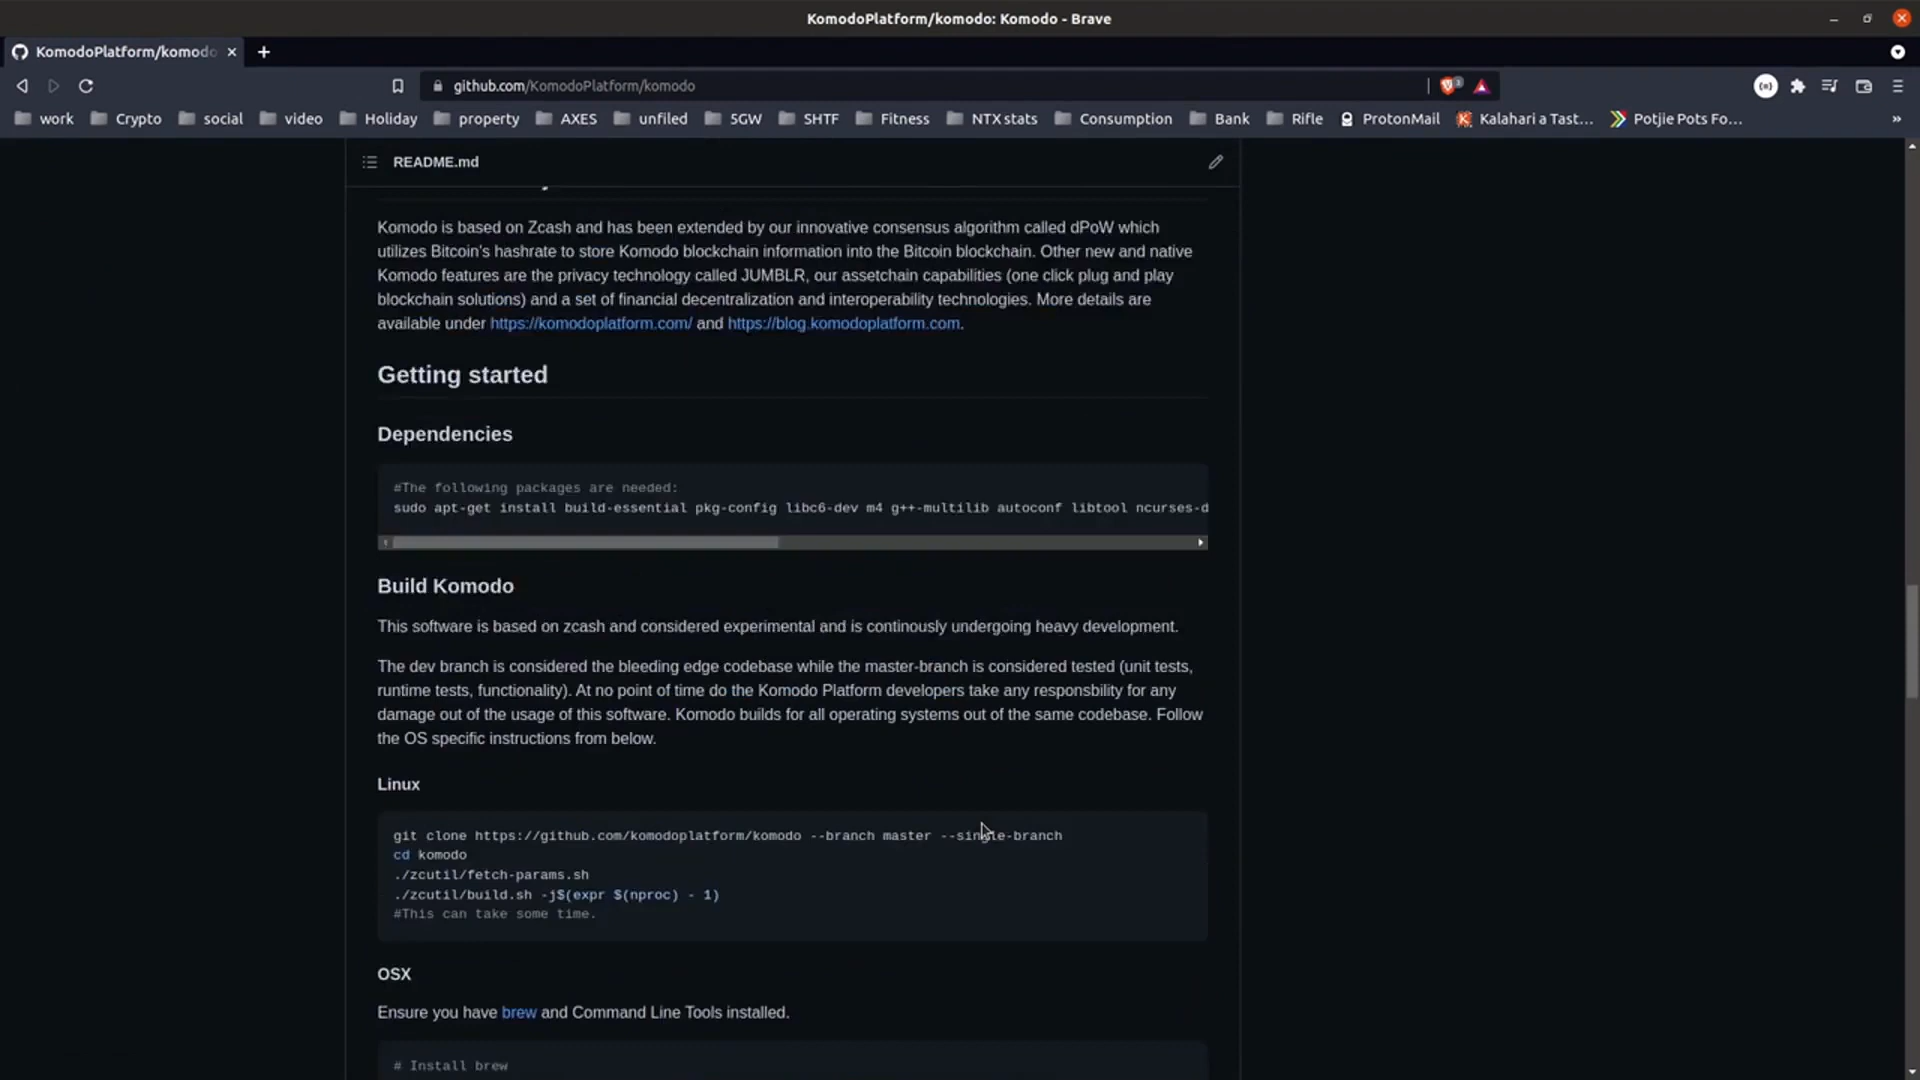 KomodoPlatform/komodo: Komodo - Brave
KomodoPlatform/komodo
github.com/KomodoPlatform/komodo
work Crypto social video Holiday property AXES unfiled 5GW SHTF Fitness NTX stats Consumption Bank Rifle ProtonMail Kalahari a Tast... Potjie Pots Fo... »
README.md
Komodo is based on Zcash and has been extended by our innovative consensus algorithm called dPoW which
utilizes Bitcoin's hashrate to store Komodo blockchain information into the Bitcoin blockchain. Other new and native
Komodo features are the privacy technology called JUMBLR, our assetchain capabilities (one click plug and play
blockchain solutions) and a set of financial decentralization and interoperability technologies. More details are
available under https://komodoplatform.com/ and https://blog.komodoplatform.com.
Getting started
Dependencies
#The following packages are needed:
sudo apt-get install build-essential pkg-config libc6-dev m4 g++-multilib autoconf libtool ncurses-d
Build Komodo
This software is based on zcash and considered experimental and is continously undergoing heavy development.
The dev branch is considered the bleeding edge codebase while the master-branch is considered tested (unit tests,
runtime tests, functionality). At no point of time do the Komodo Platform developers take any responsbility for any
damage out of the usage of this software. Komodo builds for all operating systems out of the same codebase. Follow
the OS specific instructions from below.
Linux
git clone https://github.com/komodoplatform/komodo --branch master --single-branch
cd komodo
./zcutil/fetch-params.sh
./zcutil/build.sh -j$(expr $(nproc) - 1)
#This can take some time.
OSX
Ensure you have brew and Command Line Tools installed.
# Install brew